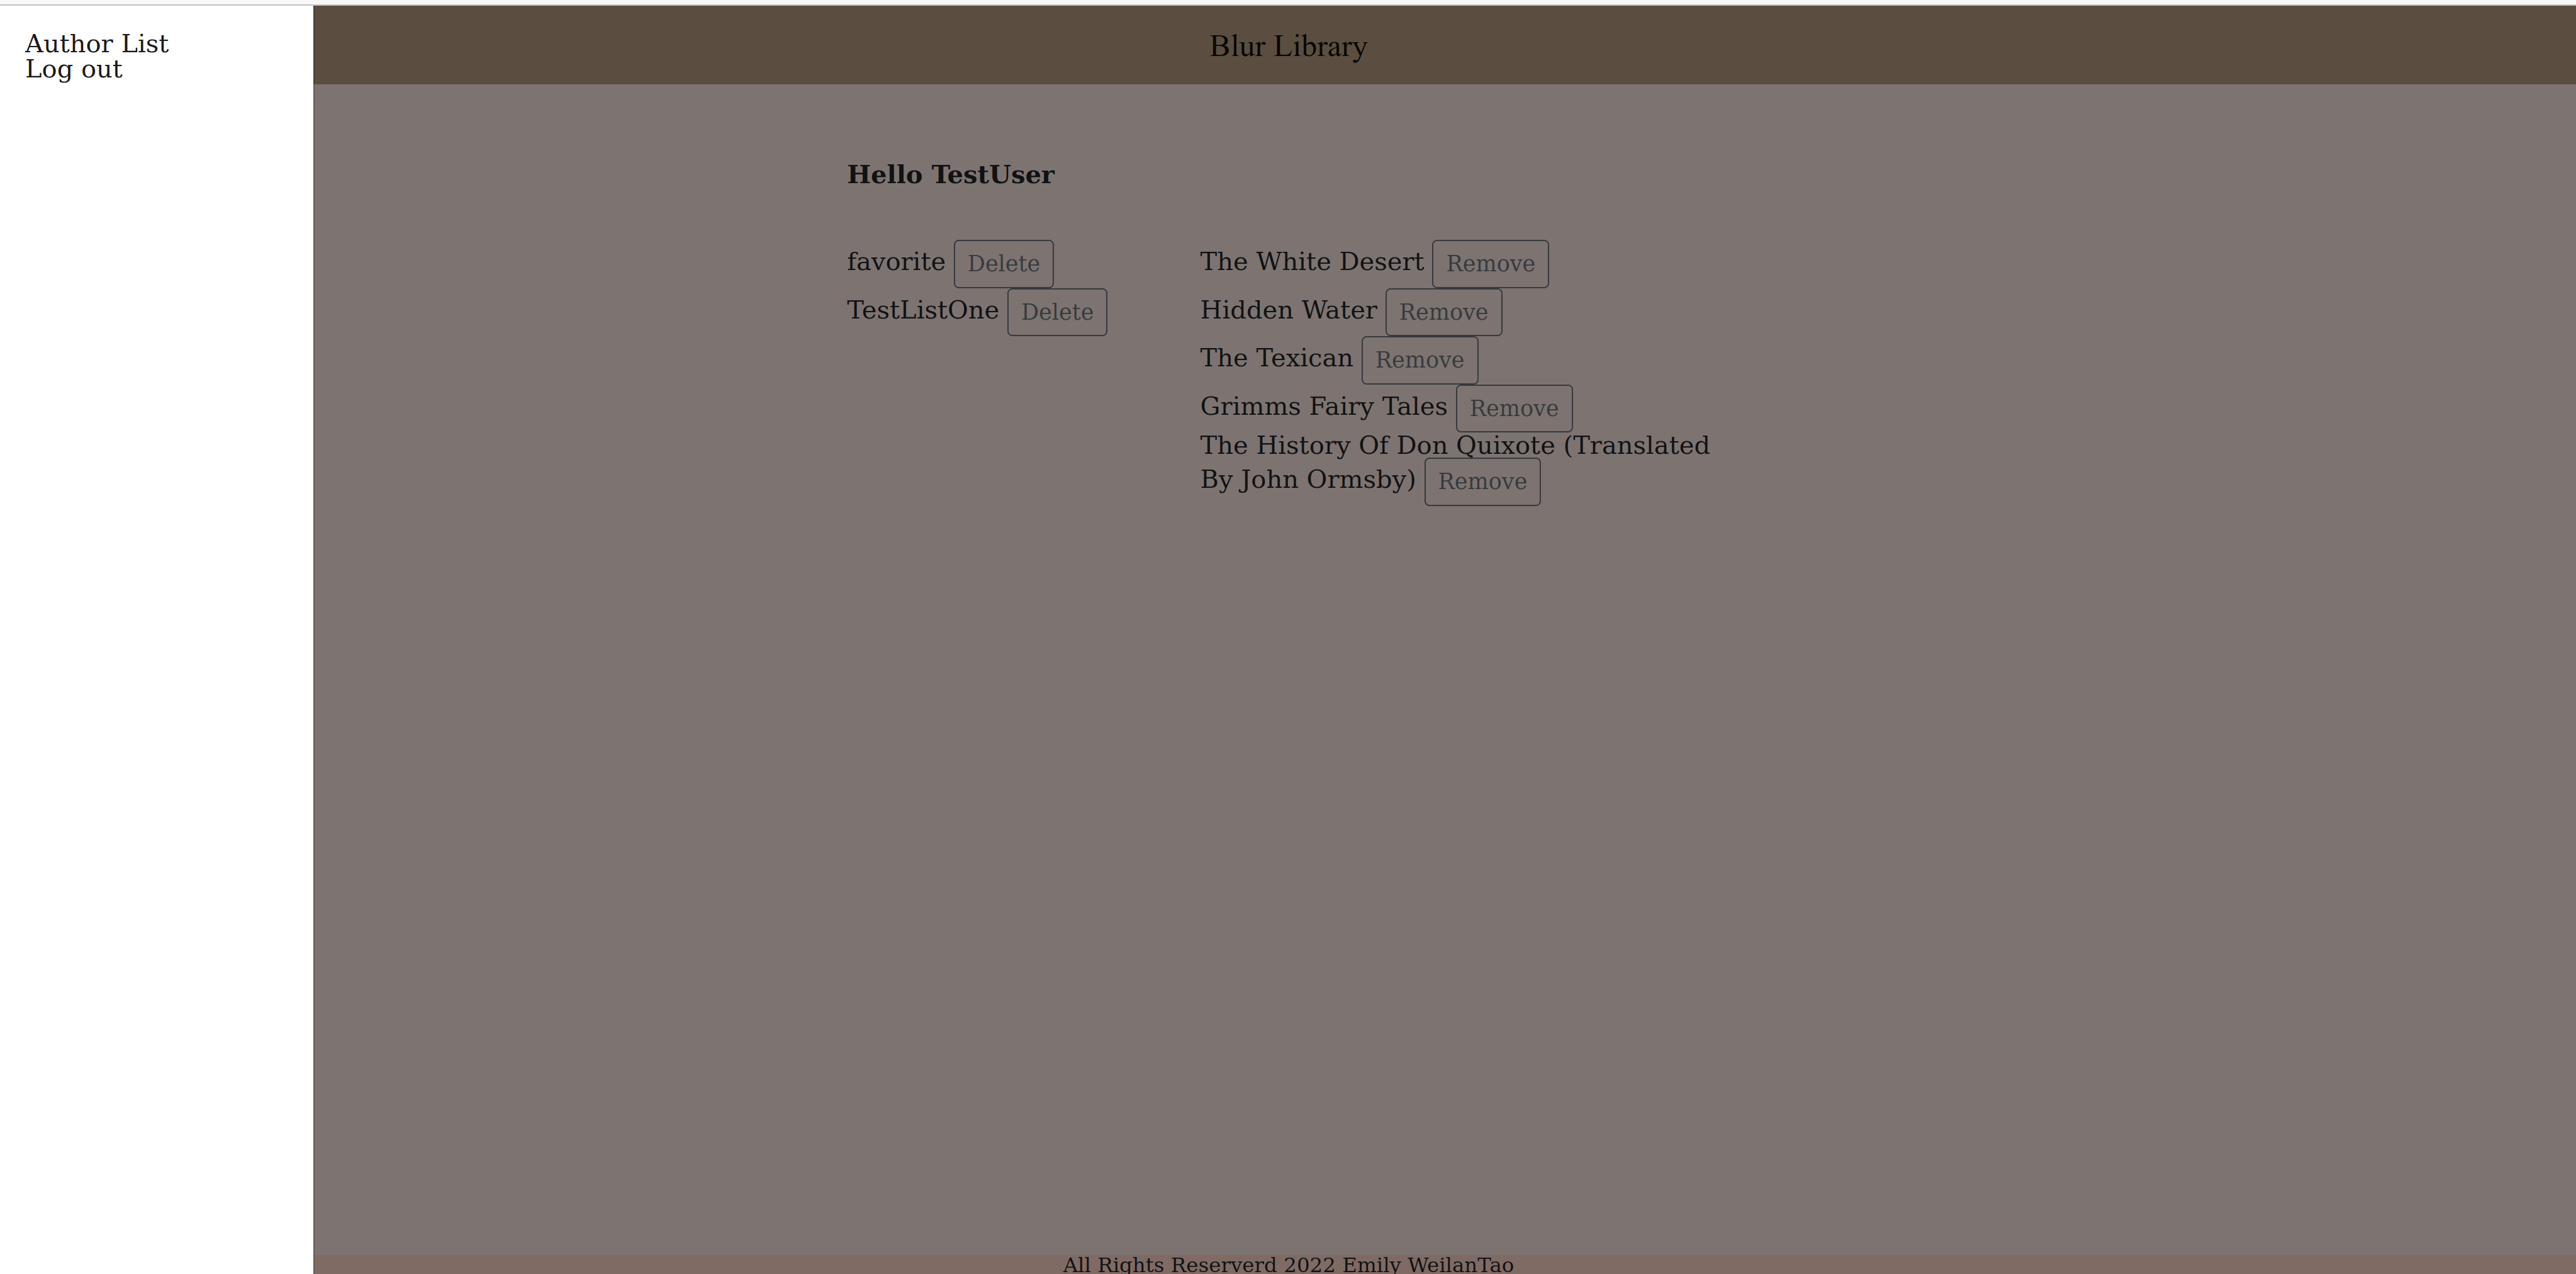 Author List
Log out
Blur Library
Hello TestUser
favorite Delete
TestListOne Delete
The White Desert Remove
Hidden Water Remove
The Texican Remove
Grimms Fairy Tales Remove
The History Of Don Quixote (Translated
By John Ormsby) Remove
All Rights Reserverd 2022 Emily WeilanTao